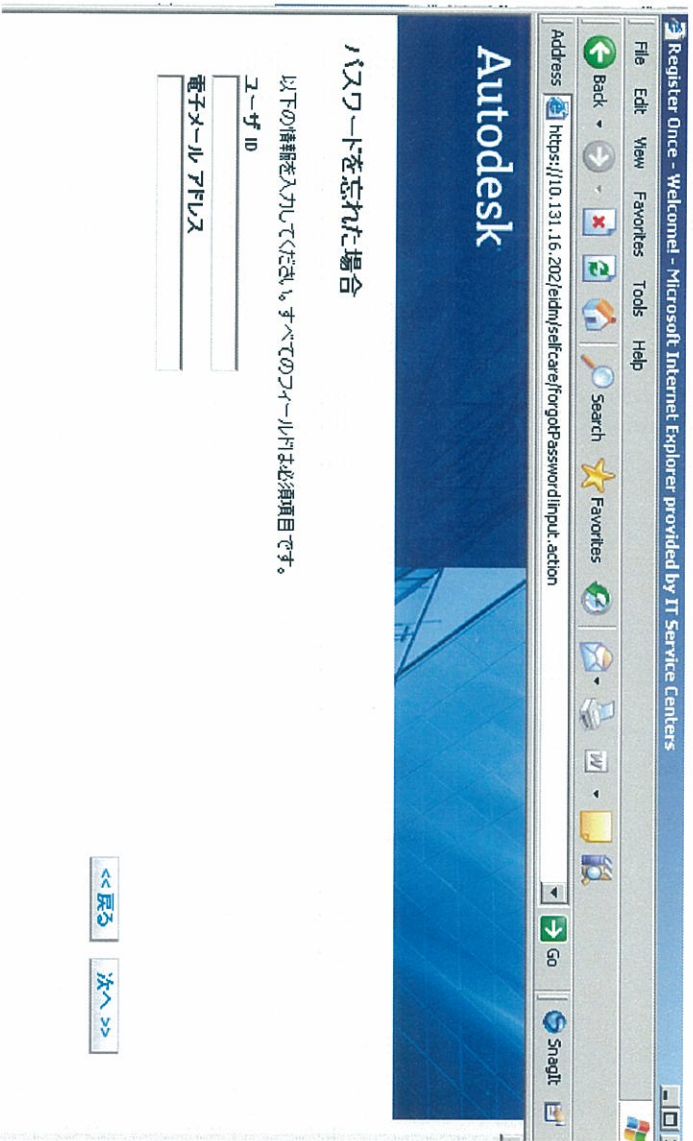 Register Once - Welcome! - Microsoft Internet Explorer provided by IT Service Centers
File Edit View Favorites Tools Help
Back Search Favorites W
Address https://10.131.16.202/eidm/selfcare/forgotPassword!input.action Go SnagIt
Autodesk
パスワードを忘れた場合
以下の情報を入力してください。すべてのフィールドは必須項目です。
ユーザ ID
電子メール アドレス
<< 戻る 次へ >>